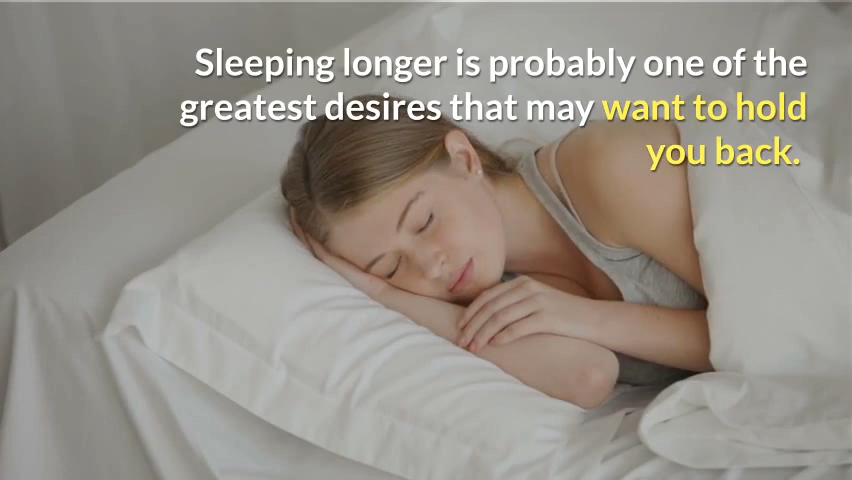 Sleeping longer is probably one of the
greatest desires that may want to hold
you back.